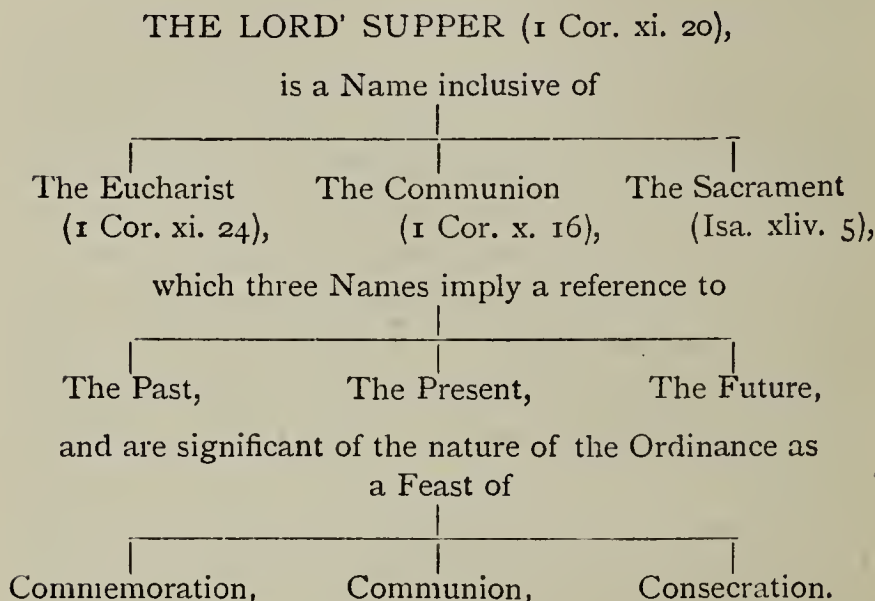 THE LORD' SUPPER (1 Cor. xi. 20),
is a Name inclusive of
The Eucharist The Communion The Sacrament
(1 Cor. xi. 24), (1 Cor. x. 16), (Isa. xliv. 5),
which three Names imply a reference to
The Past, The Present, The Future,
and are significant of the nature of the Ordinance as
a Feast of
Commemoration, Communion, Consecration.